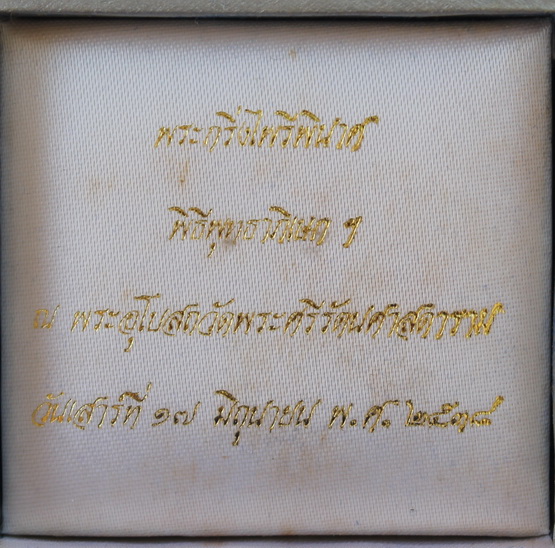 พระกริ่งไพรีพินาศ
พิธีพุทธาภิเษก ฯ
ณ พระอุโบสถวัดพระศรีรัตนศาสดาราม
วันเสาร์ที่ ๑๗ มิถุนายน พ.ศ. ๒๕๓๘